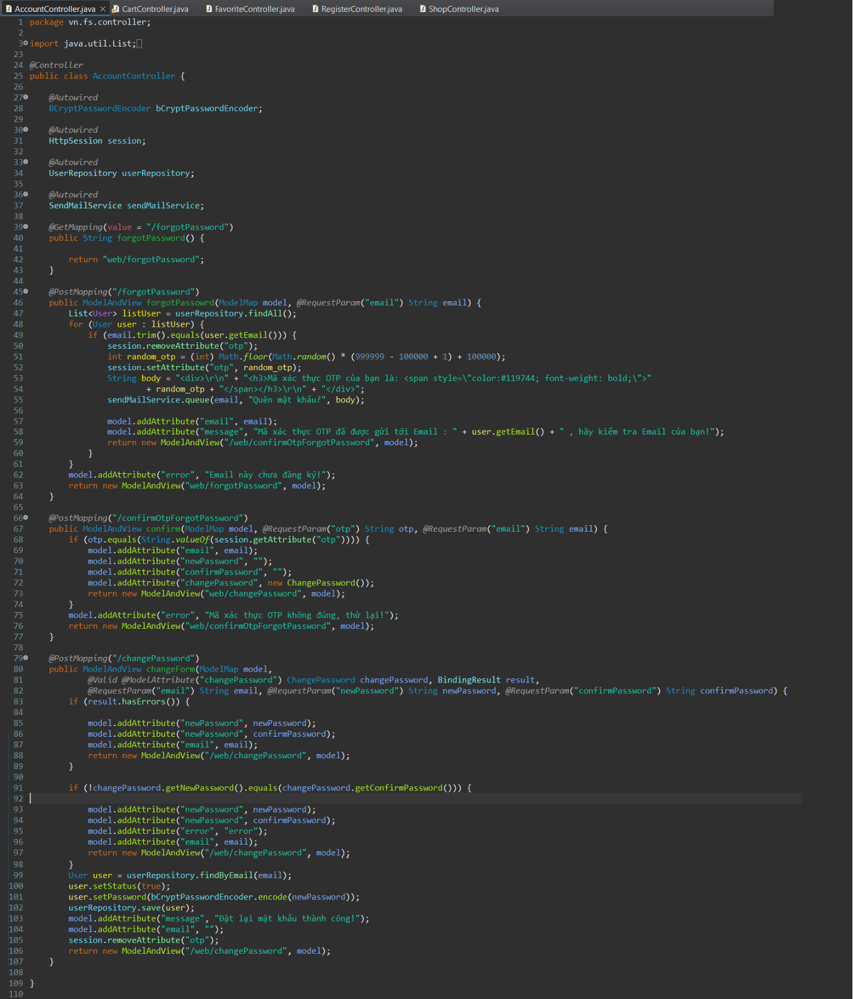 AccountController.java CartController.java FavoriteController.java RegisterController.java ShopController.java
1 package vn.fs.controller;
2
3 import java.util.List;
23
24 @Controller
25 public class AccountController {
26
27 @Autowired
28 BCryptPasswordEncoder bCryptPasswordEncoder;
29
30 @Autowired
31 HttpSession session;
32
33 @Autowired
34 UserRepository userRepository;
35
36 @Autowired
37 SendMailService sendMailService;
38
39 @GetMapping(value = "/forgotPassword")
40 public String forgotPassword() {
41
42 return "web/forgotPassword";
43 }
44
45 @PostMapping("/forgotPassword")
46 public ModelAndView forgotPassowrd(ModelMap model, @RequestParam("email") String email) {
47 List<User> listUser = userRepository.findAll();
48 for (User user : listUser) {
49 if (email.trim().equals(user.getEmail())) {
50 session.removeAttribute("otp");
51 int random_otp = (int) Math.floor(Math.random() * (999999 - 100000 + 1) + 100000);
52 session.setAttribute("otp", random_otp);
53 String body = "<div>\r\n" + "<h3>Mã xác thực OTP của bạn là: <span style=\"color:#119744; font-weight: bold;\">"
54 + random_otp + "</span></h3>\r\n" + "</div>";
55 sendMailService.queue(email, "Quên mật khẩu?", body);
56
57 model.addAttribute("email", email);
58 model.addAttribute("message", "Mã xác thực OTP đã được gửi tới Email : " + user.getEmail() + " , hãy kiểm tra Email của bạn!");
59 return new ModelAndView("/web/confirmOtpForgotPassword", model);
60 }
61 }
62 model.addAttribute("error", "Email này chưa đăng ký!");
63 return new ModelAndView("web/forgotPassword", model);
64 }
65
66 @PostMapping("/confirmOtpForgotPassword")
67 public ModelAndView confirm(ModelMap model, @RequestParam("otp") String otp, @RequestParam("email") String email) {
68 if (otp.equals(String.valueOf(session.getAttribute("otp")))) {
69 model.addAttribute("email", email);
70 model.addAttribute("newPassword", "");
71 model.addAttribute("confirmPassword", "");
72 model.addAttribute("changePassword", new ChangePassword());
73 return new ModelAndView("web/changePassword", model);
74 }
75 model.addAttribute("error", "Mã xác thực OTP không đúng, thử lại!");
76 return new ModelAndView("web/confirmOtpForgotPassword", model);
77 }
78
79 @PostMapping("/changePassword")
80 public ModelAndView changeForm(ModelMap model,
81 @Valid @ModelAttribute("changePassword") ChangePassword changePassword, BindingResult result,
82 @RequestParam("email") String email, @RequestParam("newPassword") String newPassword, @RequestParam("confirmPassword") String confirmPassword) {
83 if (result.hasErrors()) {
84
85 model.addAttribute("newPassword", newPassword);
86 model.addAttribute("newPassword", confirmPassword);
87 model.addAttribute("email", email);
88 return new ModelAndView("/web/changePassword", model);
89 }
90
91 if (!changePassword.getNewPassword().equals(changePassword.getConfirmPassword())) {
92
93 model.addAttribute("newPassword", newPassword);
94 model.addAttribute("newPassword", confirmPassword);
95 model.addAttribute("error", "error");
96 model.addAttribute("email", email);
97 return new ModelAndView("/web/changePassword", model);
98 }
99 User user = userRepository.findByEmail(email);
100 user.setStatus(true);
101 user.setPassword(bCryptPasswordEncoder.encode(newPassword));
102 userRepository.save(user);
103 model.addAttribute("message", "Đặt lại mật khẩu thành công!");
104 model.addAttribute("email", "");
105 session.removeAttribute("otp");
106 return new ModelAndView("/web/changePassword", model);
107 }
108
109 }
110